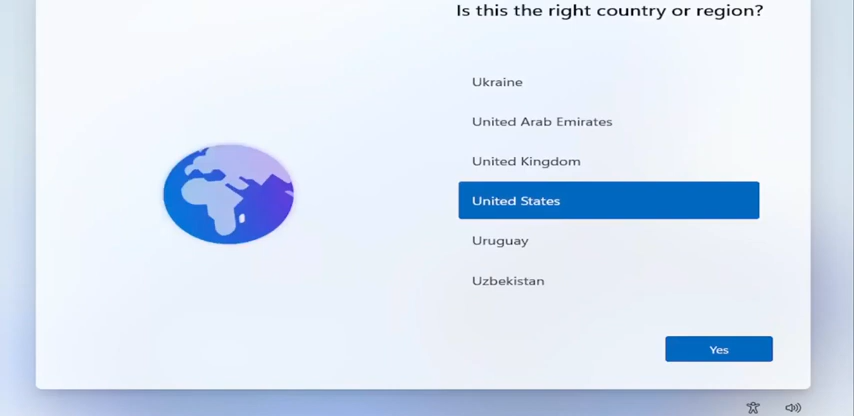 Is this the right country or region?
Ukraine
United Arab Emirates
United Kingdom
United States
Uruguay
Uzbekistan
Yes